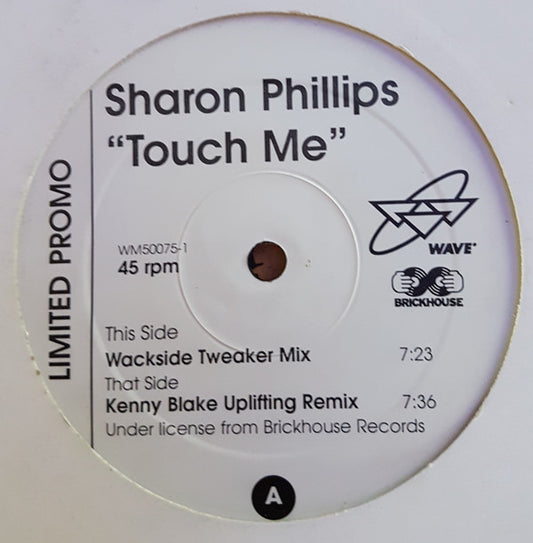 Sharon Phillips
“Touch Me”
LIMITED PROMO
WAVE
BRICKHOUSE
WM50075-1
45 rpm
This Side
Wackside Tweaker Mix 7:23
That Side
Kenny Blake Uplifting Remix 7:36
Under license from Brickhouse Records
A